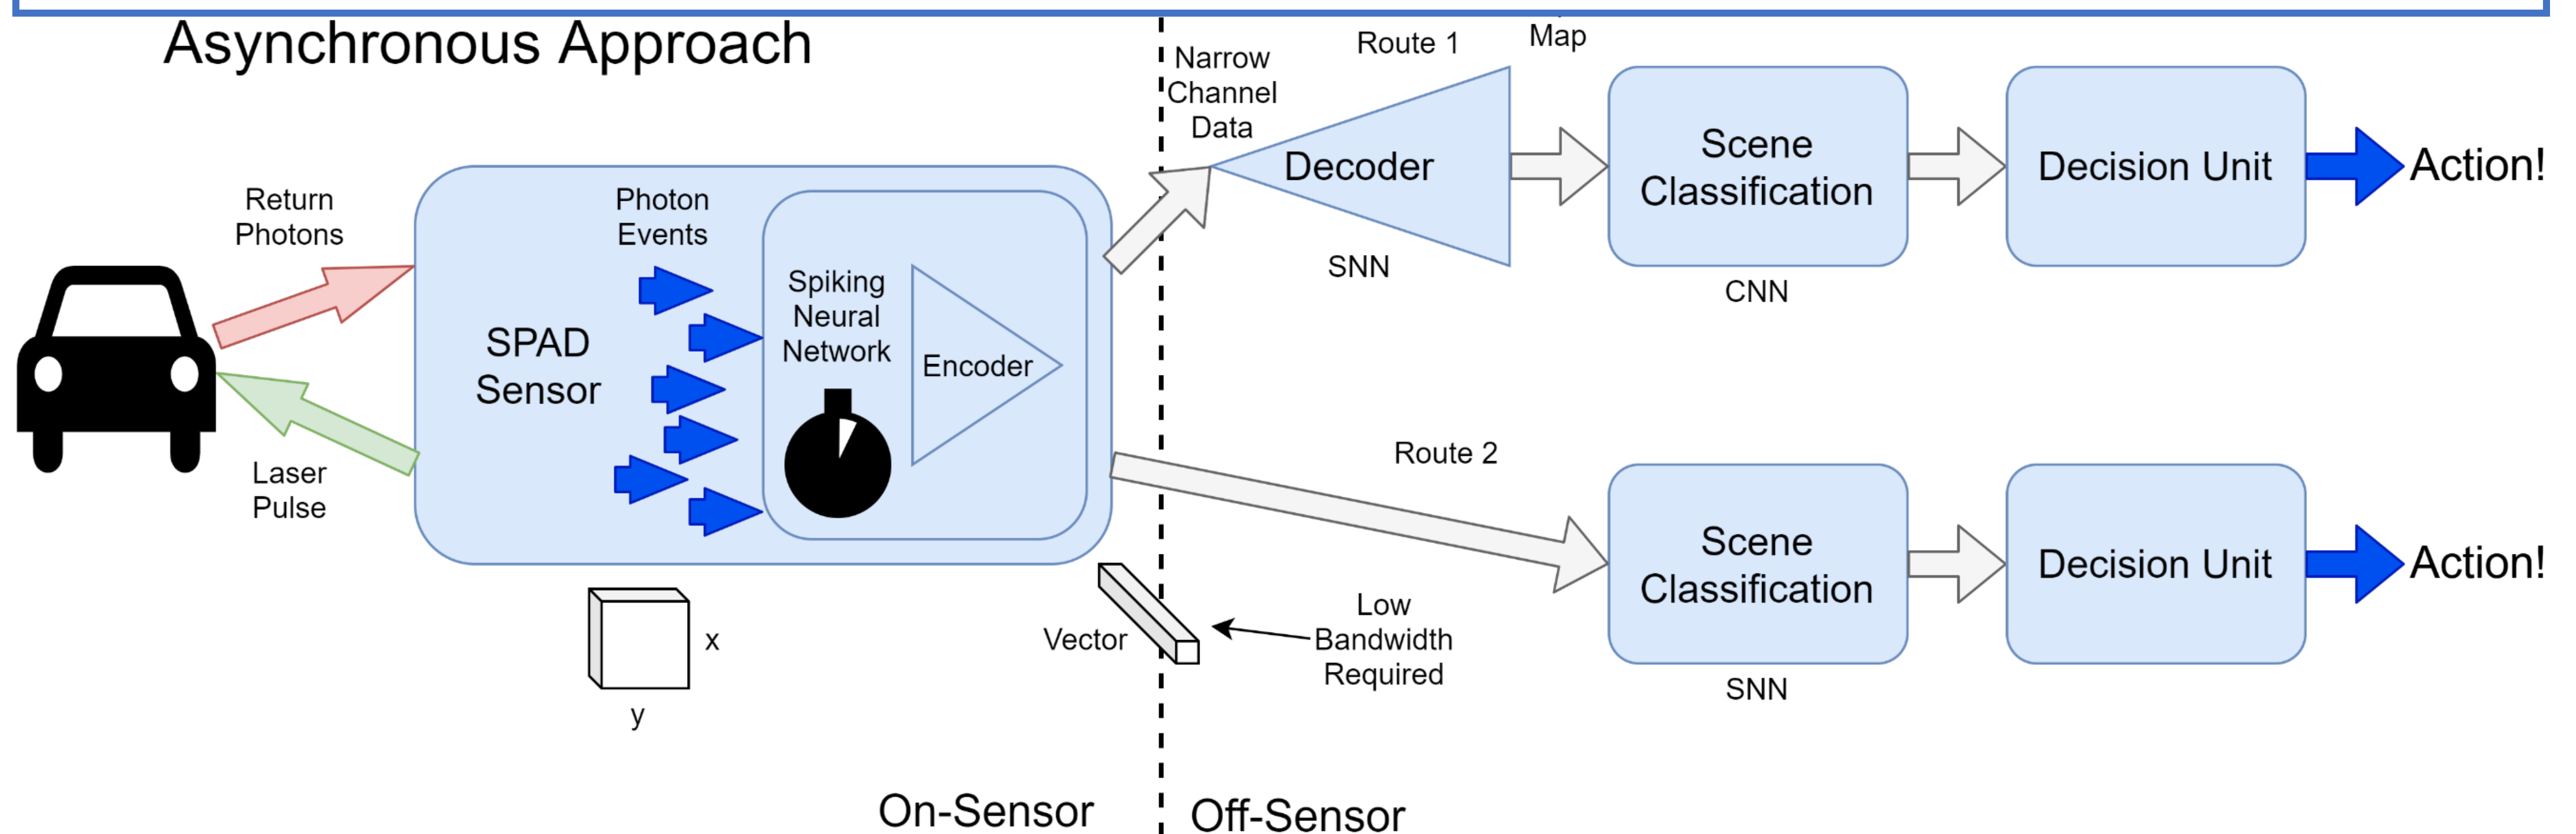 Asynchronous Approach
Return
Photons
Laser
Pulse
SPAD
Sensor
Photon
Events
Spiking
Neural
Network
Encoder
x
y
Vector
Low
Bandwidth
Required
On-Sensor
Off-Sensor
Narrow
Channel
Data
Route 1
Map
Decoder
SNN
Scene
Classification
CNN
Decision Unit
Action!
Route 2
Scene
Classification
SNN
Decision Unit
Action!